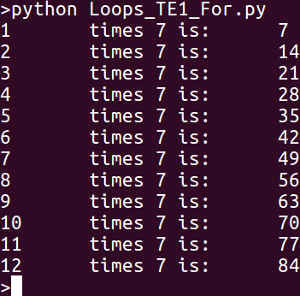 >python Loops_TE1_For.py
1 times 7 is: 7
2 times 7 is: 14
3 times 7 is: 21
4 times 7 is: 28
5 times 7 is: 35
6 times 7 is: 42
7 times 7 is: 49
8 times 7 is: 56
9 times 7 is: 63
10 times 7 is: 70
11 times 7 is: 77
12 times 7 is: 84
>